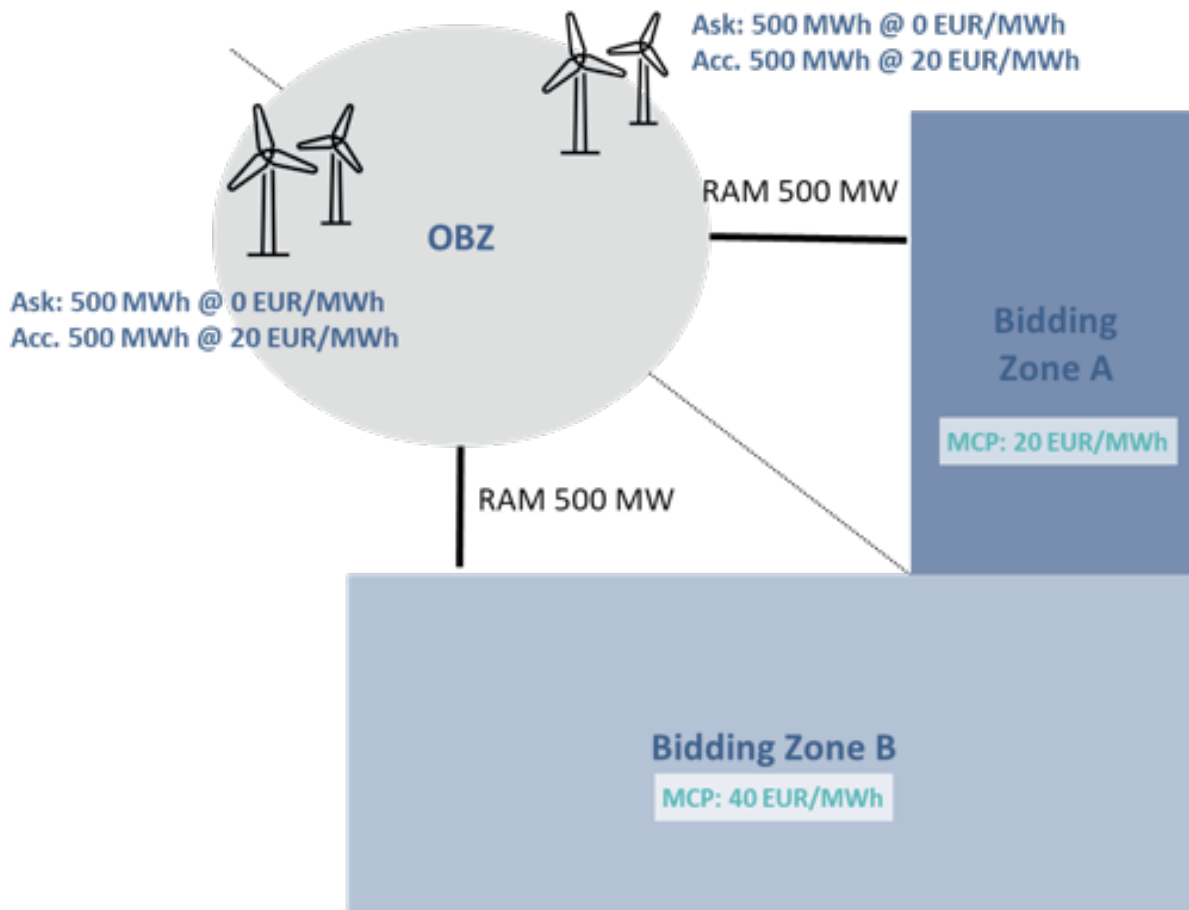 Ask: 500 MWh @ 0 EUR/MWh
Acc. 500 MWh @ 20 EUR/MWh
RAM 500 MW
OBZ
Ask: 500 MWh @ 0 EUR/MWh
Acc. 500 MWh @ 20 EUR/MWh
Bidding
Zone A
MCP: 20 EUR/MWh
RAM 500 MW
Bidding Zone B
MCP: 40 EUR/MWh